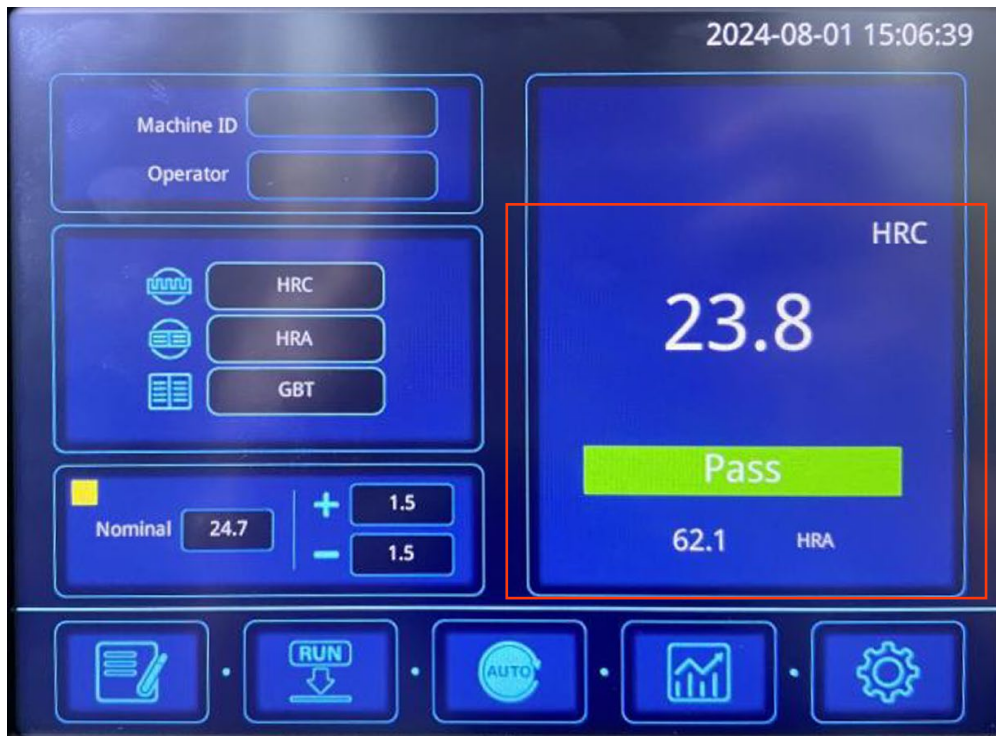 2024-08-01 15:06:39
Machine ID
Operator
HRC
HRA
GBT
Nominal 24.7
+ 1.5
− 1.5
HRC
23.8
Pass
62.1 HRA
RUN
AUTO